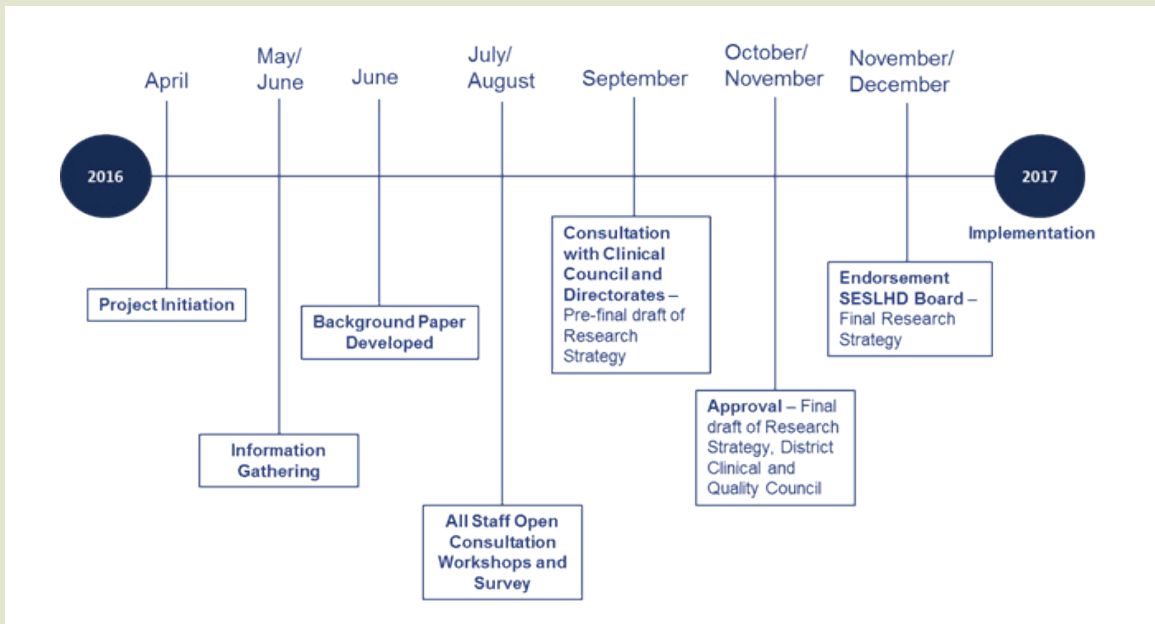 April
May/
June
June
July/
August
September
October/
November
November/
December
2016
2017
Implementation
Project Initiation
Information
Gathering
Background Paper
Developed
All Staff Open
Consultation
Workshops and
Survey
Consultation
with Clinical
Council and
Directorates –
Pre-final draft of
Research
Strategy
Approval – Final
draft of Research
Strategy, District
Clinical and
Quality Council
Endorsement
SESLHD Board –
Final Research
Strategy